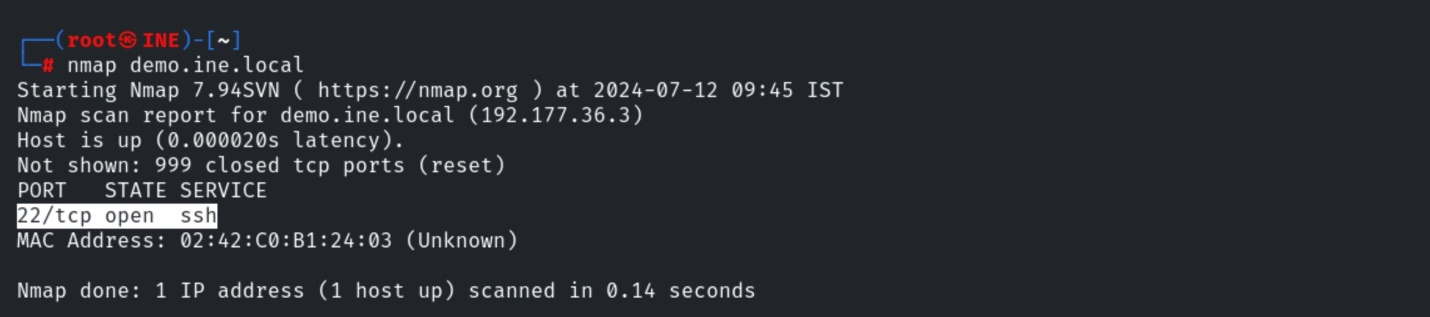 ┌──(root㉿INE)-[~]
└─# nmap demo.ine.local
Starting Nmap 7.94SVN ( https://nmap.org ) at 2024-07-12 09:45 IST
Nmap scan report for demo.ine.local (192.177.36.3)
Host is up (0.000020s latency).
Not shown: 999 closed tcp ports (reset)
PORT   STATE SERVICE
22/tcp open  ssh
MAC Address: 02:42:C0:B1:24:03 (Unknown)
Nmap done: 1 IP address (1 host up) scanned in 0.14 seconds